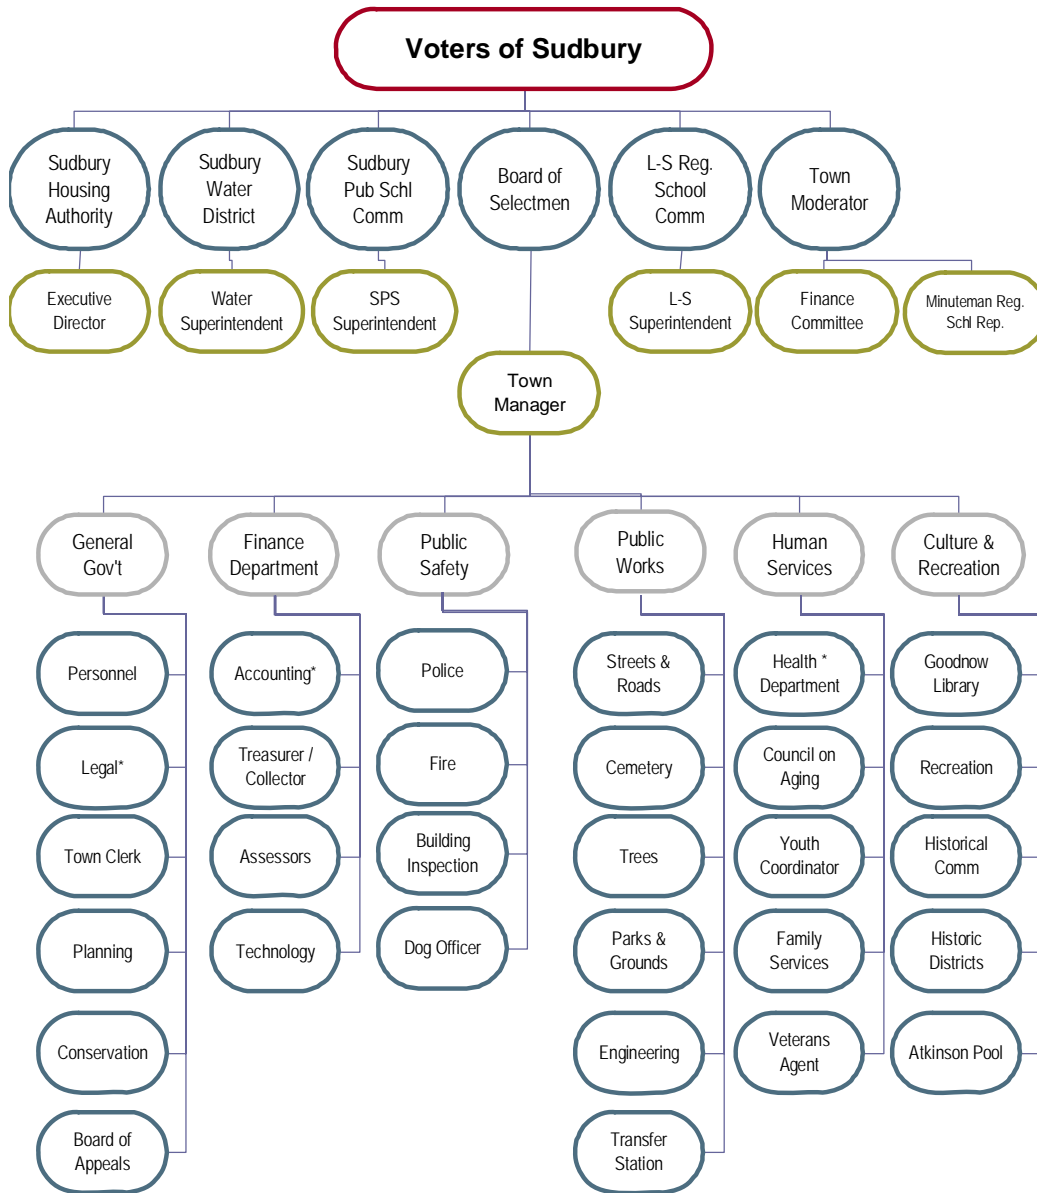 Voters of Sudbury
Sudbury
Housing
Authority
Sudbury
Water
District
Sudbury
Pub Schl
Comm
Board of
Selectmen
L-S Reg.
School
Comm
Town
Moderator
Executive
Director
Water
Superintendent
SPS
Superintendent
L-S
Superintendent
Finance
Committee
Minuteman Reg.
Schl Rep.
Town
Manager
General
Gov't
Finance
Department
Public
Safety
Public
Works
Human
Services
Culture &
Recreation
Personnel
Legal*
Town Clerk
Planning
Conservation
Board of
Appeals
Accounting*
Treasurer /
Collector
Assessors
Technology
Police
Fire
Building
Inspection
Dog Officer
Streets &
Roads
Cemetery
Trees
Parks &
Grounds
Engineering
Transfer
Station
Health *
Department
Council on
Aging
Youth
Coordinator
Family
Services
Veterans
Agent
Goodnow
Library
Recreation
Historical
Comm
Historic
Districts
Atkinson Pool